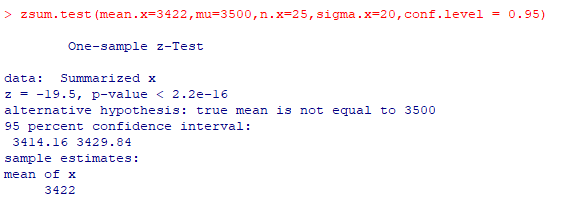 > zsum.test(mean.x=3422,mu=3500,n.x=25,sigma.x=20,conf.level = 0.95)
One-sample z-Test
data:  Summarized x
z = -19.5, p-value < 2.2e-16
alternative hypothesis: true mean is not equal to 3500
95 percent confidence interval:
3414.16 3429.84
sample estimates:
mean of x
3422